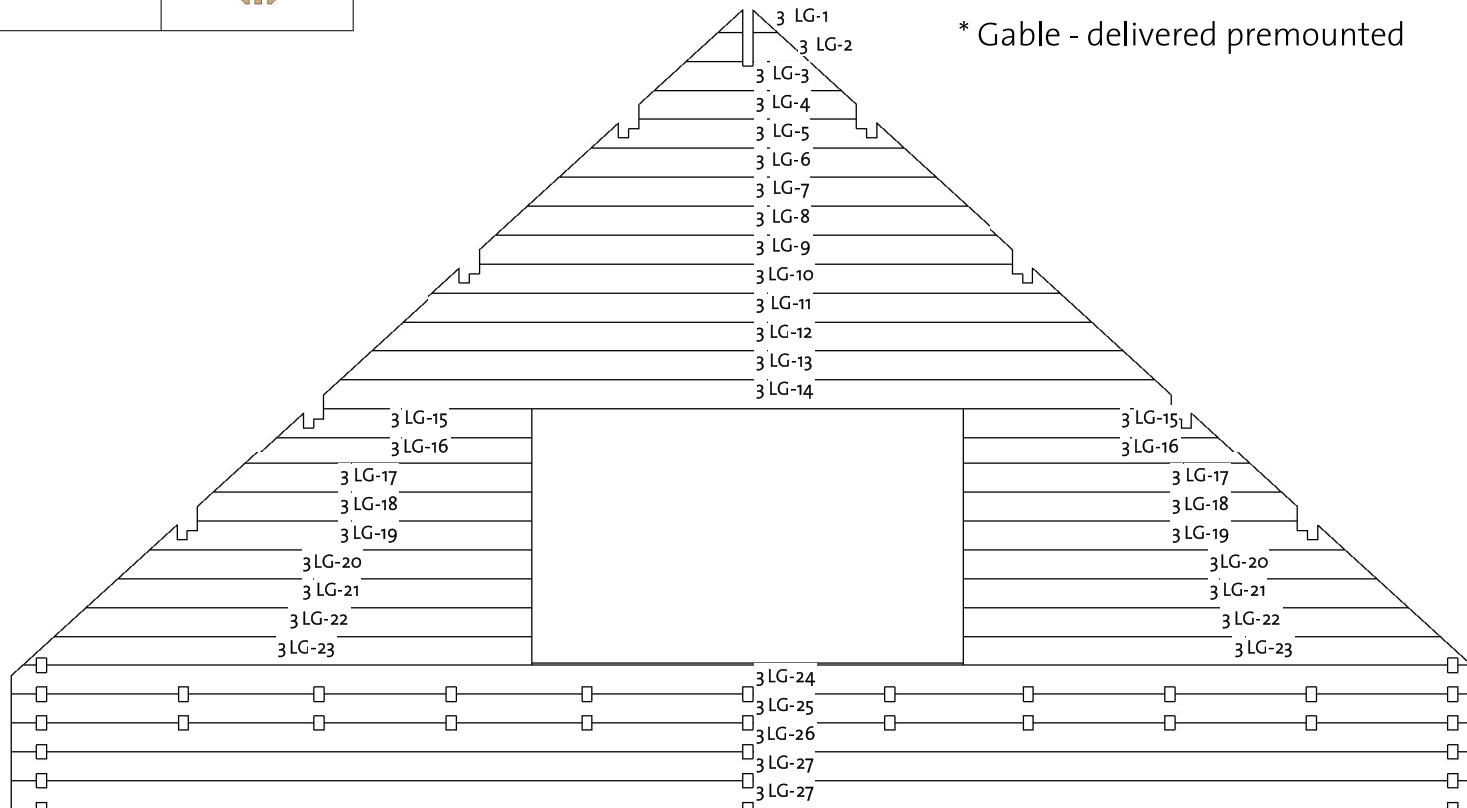 3 LG-1
* Gable - delivered premounted
3 LG-2
3 LG-3
3 LG-4
3 LG-5
3 LG-6
3 LG-7
3 LG-8
3 LG-9
3 LG-10
3 LG-11
3 LG-12
3 LG-13
3 LG-14
3 LG-15 3 LG-15
3 LG-16 3 LG-16
3 LG-17 3 LG-17
3 LG-18 3 LG-18
3 LG-19 3 LG-19
3 LG-20 3 LG-20
3 LG-21 3 LG-21
3 LG-22 3 LG-22
3 LG-23 3 LG-23
3 LG-24
3 LG-25
3 LG-26
3 LG-27
3 LG-27